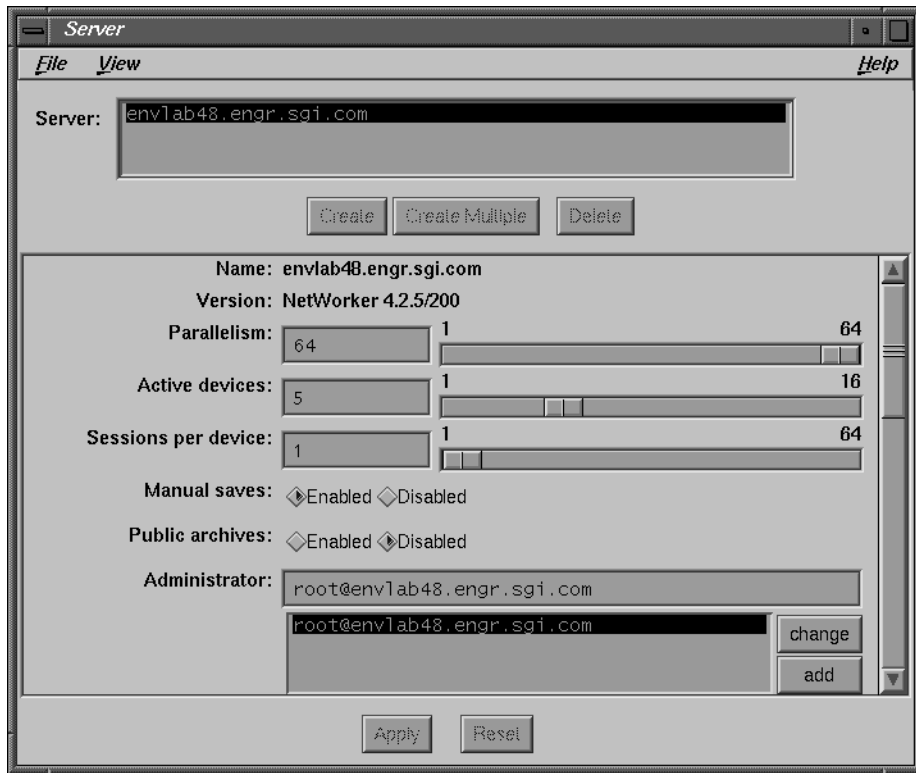 Server
File View Help
Server: envlab48.engr.sgi.com
Create Create Multiple Delete
Name: envlab48.engr.sgi.com
Version: NetWorker 4.2.5/200
Parallelism: 64 1 64
Active devices: 5 1 16
Sessions per device: 1 1 64
Manual saves: Enabled Disabled
Public archives: Enabled Disabled
Administrator: root@envlab48.engr.sgi.com
root@envlab48.engr.sgi.com change
add
Apply Reset